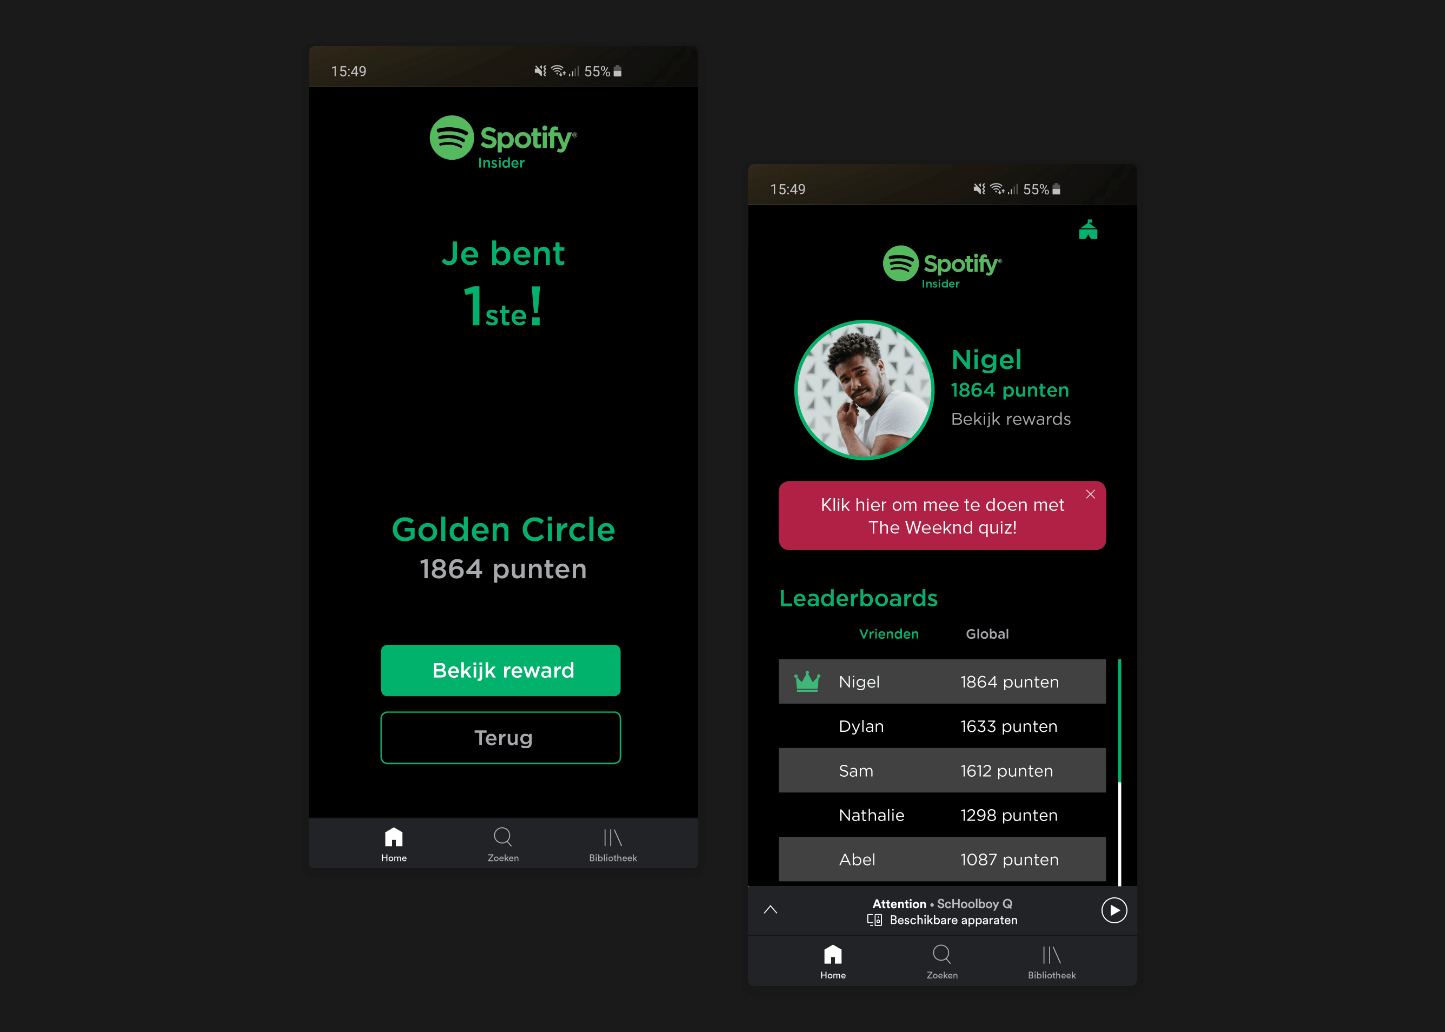 15:49
55%
Spotify®
Insider
Je bent
1ste!
Golden Circle
1864 punten
Bekijk reward
Terug
Home
Zoeken
Bibliotheek
15:49
55%
Spotify®
Insider
Nigel
1864 punten
Bekijk rewards
Klik hier om mee te doen met
The Weeknd quiz!
Leaderboards
Vrienden Global
Nigel 1864 punten
Dylan 1633 punten
Sam 1612 punten
Nathalie 1298 punten
Abel 1087 punten
Attention • ScHoolboy Q
Beschikbare apparaten
Home
Zoeken
Bibliotheek